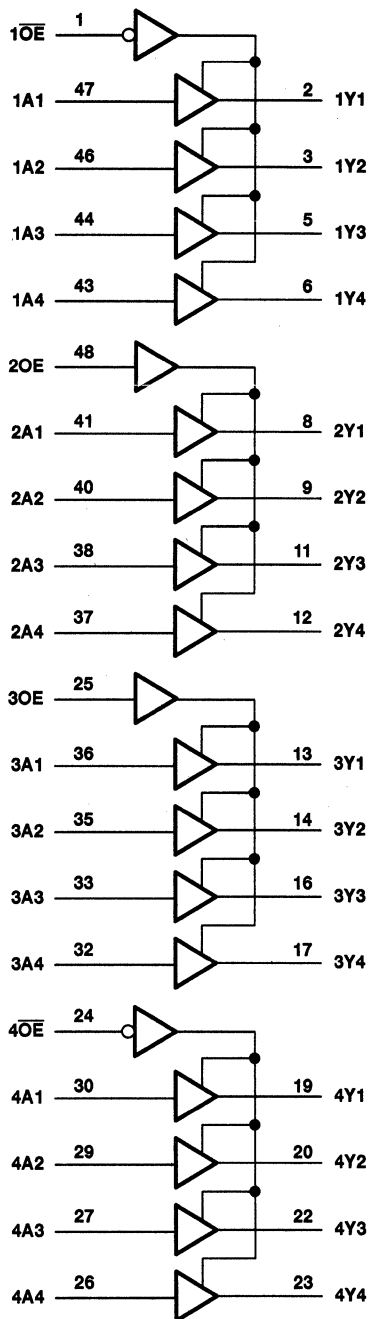 1O̅E̅ 1
1A1 47 2 1Y1
1A2 46 3 1Y2
1A3 44 5 1Y3
1A4 43 6 1Y4
2OE 48
2A1 41 8 2Y1
2A2 40 9 2Y2
2A3 38 11 2Y3
2A4 37 12 2Y4
3OE 25
3A1 36 13 3Y1
3A2 35 14 3Y2
3A3 33 16 3Y3
3A4 32 17 3Y4
4O̅E̅ 24
4A1 30 19 4Y1
4A2 29 20 4Y2
4A3 27 22 4Y3
4A4 26 23 4Y4